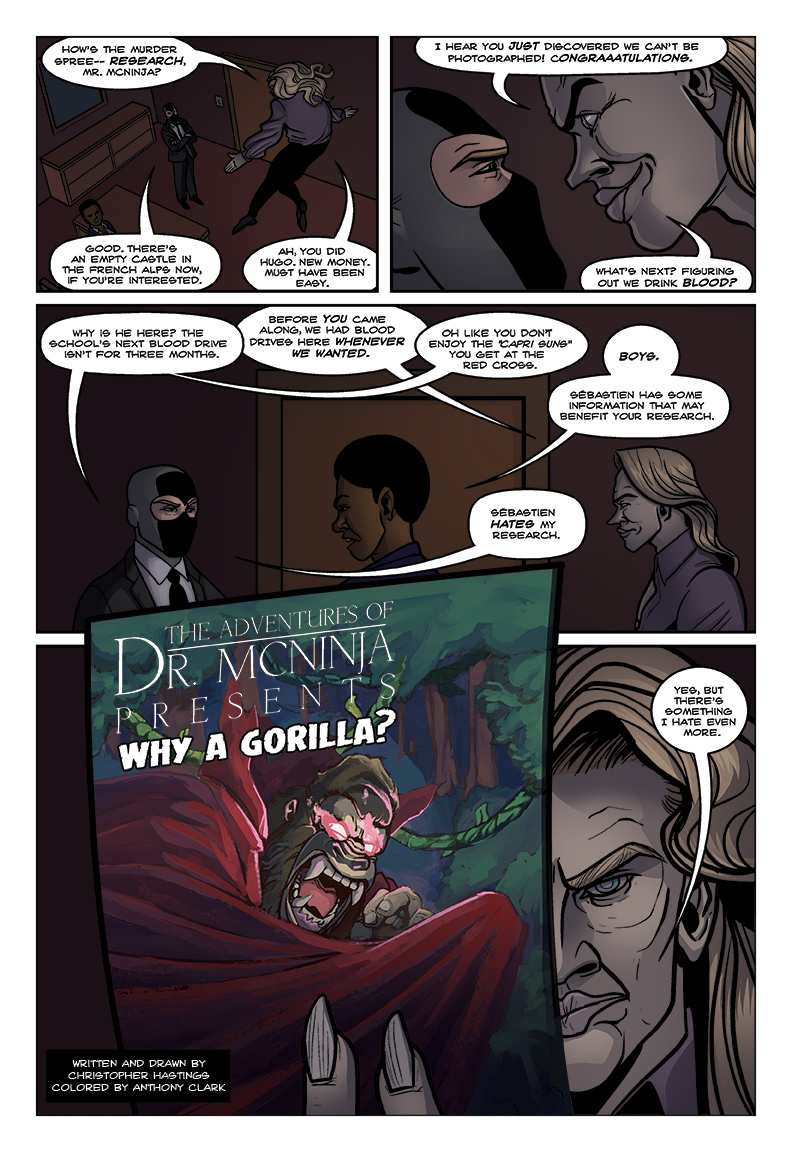 HOW'S THE MURDER
SPREE-- RESEARCH,
MR. MCNINJA?
GOOD. THERE'S
AN EMPTY CASTLE IN
THE FRENCH ALPS NOW,
IF YOU'RE INTERESTED.
AH, YOU DID
HUGO. NEW MONEY.
MUST HAVE BEEN
EASY.
I HEAR YOU JUST DISCOVERED WE CAN'T BE
PHOTOGRAPHED! CONGRAAATULATIONS.
WHAT'S NEXT? FIGURING
OUT WE DRINK BLOOD?
WHY IS HE HERE? THE
SCHOOL'S NEXT BLOOD DRIVE
ISN'T FOR THREE MONTHS.
BEFORE YOU CAME
ALONG, WE HAD BLOOD
DRIVES HERE WHENEVER
WE WANTED.
OH LIKE YOU DON'T
ENJOY THE "CAPRI SUNS"
YOU GET AT THE
RED CROSS.
BOYS.
SÉBASTIEN HAS SOME
INFORMATION THAT MAY
BENEFIT YOUR RESEARCH.
SÉBASTIEN
HATES MY
RESEARCH.
THE ADVENTURES OF
DR. MCNINJA
PRESENTS
WHY A GORILLA?
YES, BUT
THERE'S
SOMETHING
I HATE EVEN
MORE.
WRITTEN AND DRAWN BY
CHRISTOPHER HASTINGS
COLORED BY ANTHONY CLARK